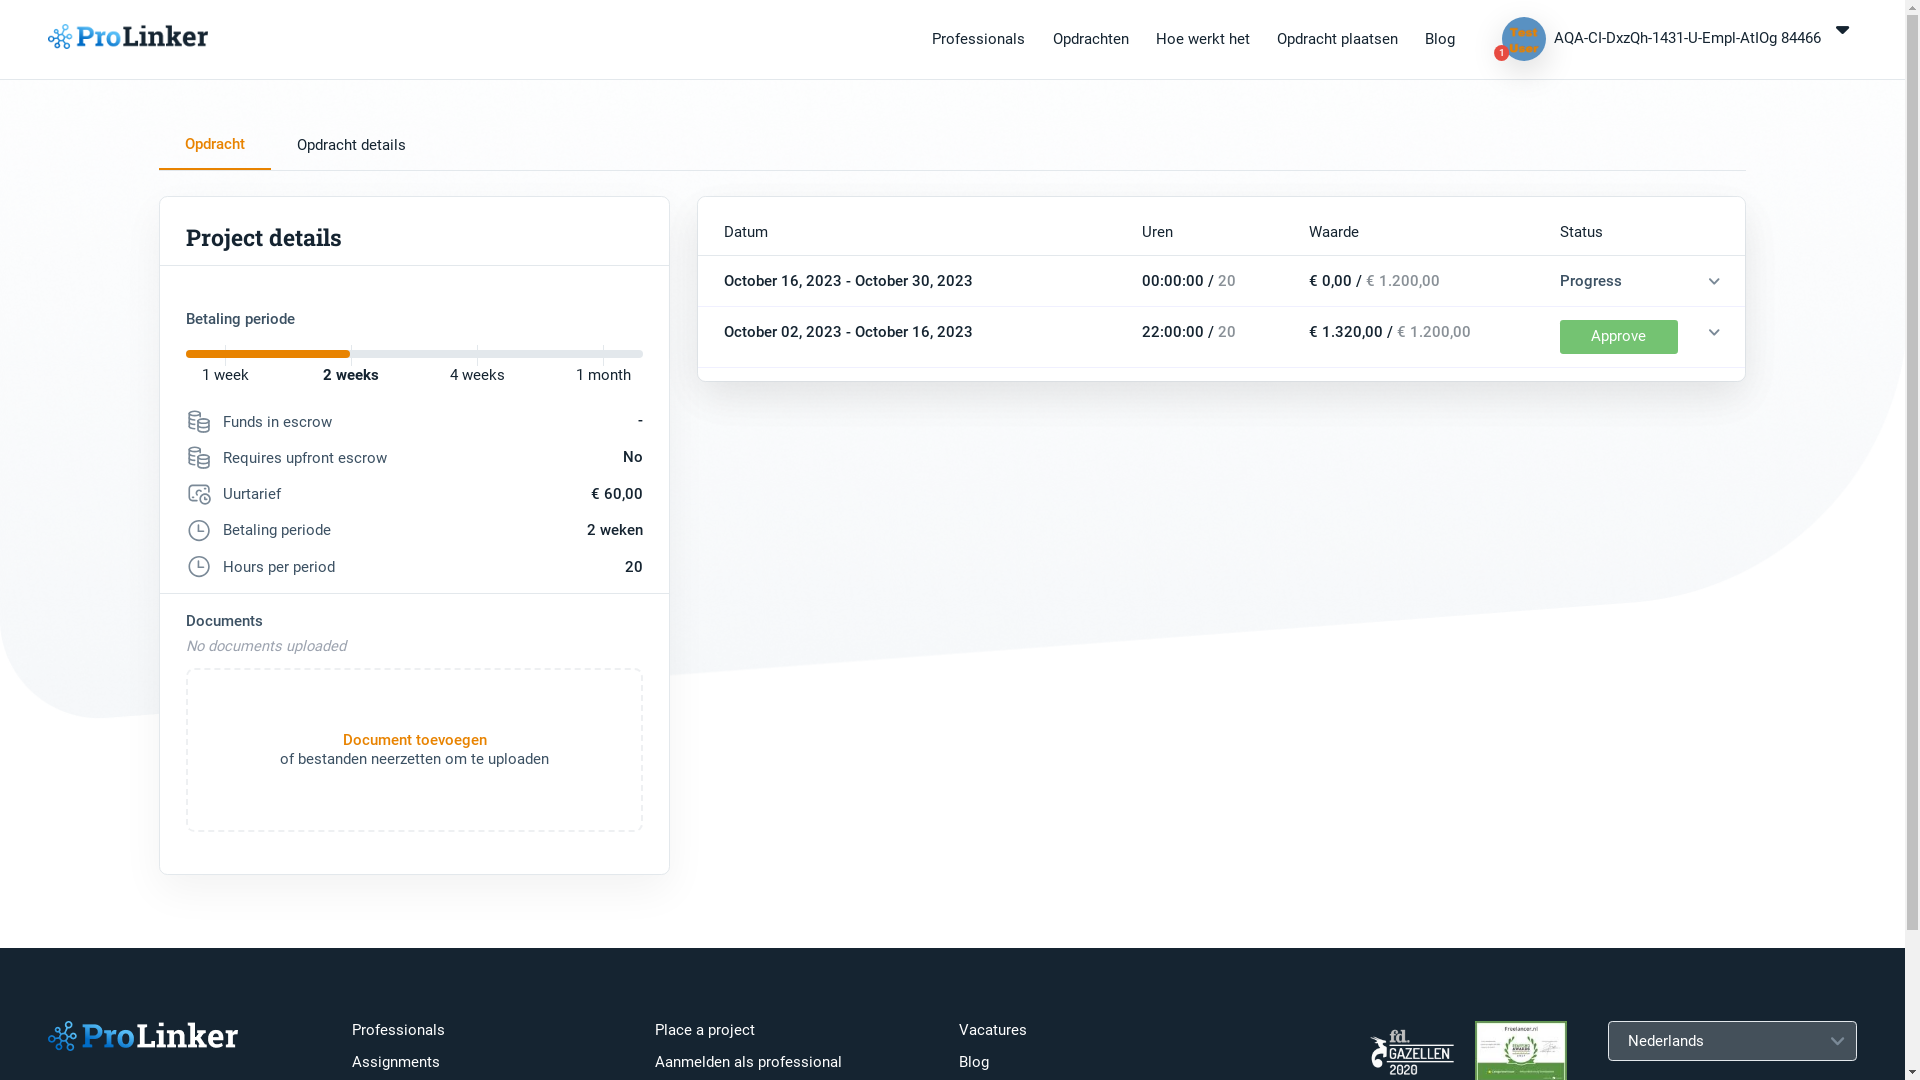 ProLinker
Professionals
Opdrachten
Hoe werkt het
Opdracht plaatsen
Blog
Test
User
1
AQA-CI-DxzQh-1431-U-Empl-AtIOg 84466
Opdracht
Opdracht details
Project details
Betaling periode
1 week
2 weeks
4 weeks
1 month
Funds in escrow -
Requires upfront escrow No
Uurtarief € 60,00
Betaling periode 2 weken
Hours per period 20
Documents
No documents uploaded
Document toevoegen
of bestanden neerzetten om te uploaden
Datum Uren Waarde Status
October 16, 2023 - October 30, 2023 00:00:00 / 20 € 0,00 / € 1.200,00 Progress
October 02, 2023 - October 16, 2023 22:00:00 / 20 € 1.320,00 / € 1.200,00 Approve
ProLinker
Professionals
Assignments
Place a project
Aanmelden als professional
Vacatures
Blog
fd.
GAZELLEN
2020
Freelancer.nl
Nederlands